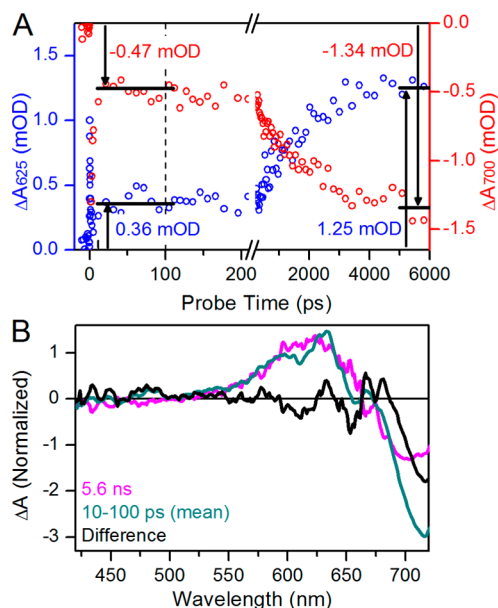 A
ΔA625 (mOD)
1.5
1.0
0.5
0.0
-0.47 mOD
-1.34 mOD
0.36 mOD
1.25 mOD
0.0
-0.5
-1.0
-1.5
ΔA700 (mOD)
0 100 200 2000 4000 6000
Probe Time (ps)
B
ΔA (Normalized)
1
0
-1
-2
-3
5.6 ns
10-100 ps (mean)
Difference
450 500 550 600 650 700
Wavelength (nm)